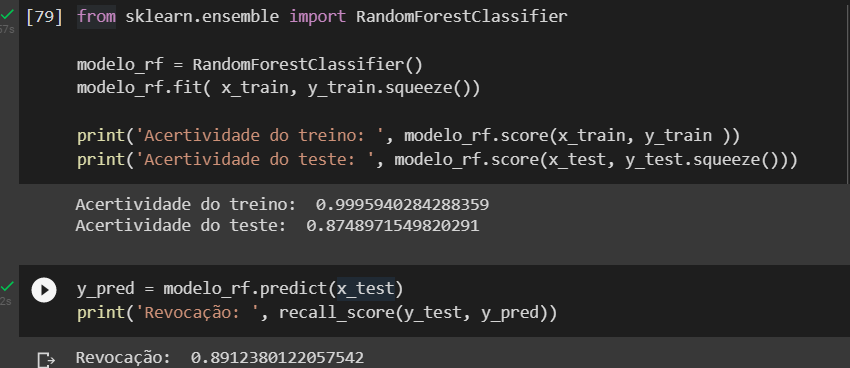 [79] from sklearn.ensemble import RandomForestClassifier
57s
modelo_rf = RandomForestClassifier()
modelo_rf.fit( x_train, y_train.squeeze())
print('Acertividade do treino: ', modelo_rf.score(x_train, y_train ))
print('Acertividade do teste: ', modelo_rf.score(x_test, y_test.squeeze()))
Acertividade do treino:  0.9995940284288359
Acertividade do teste:  0.8748971549820291
y_pred = modelo_rf.predict(x_test)
2s
print('Revocação: ', recall_score(y_test, y_pred))
Revocação:  0.8912380122057542